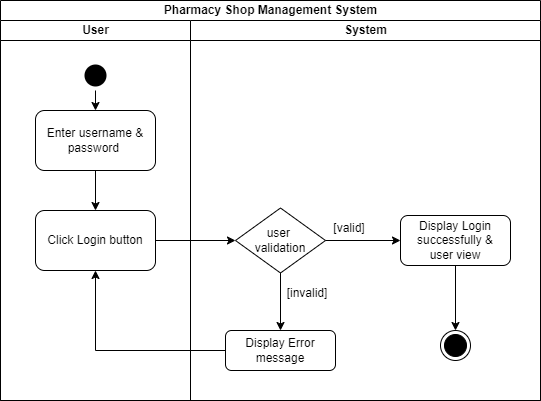 Pharmacy Shop Management System
User
System
Enter username &
password
Click Login button
user
validation
[valid]
Display Login
successfully &
user view
[invalid]
Display Error
message